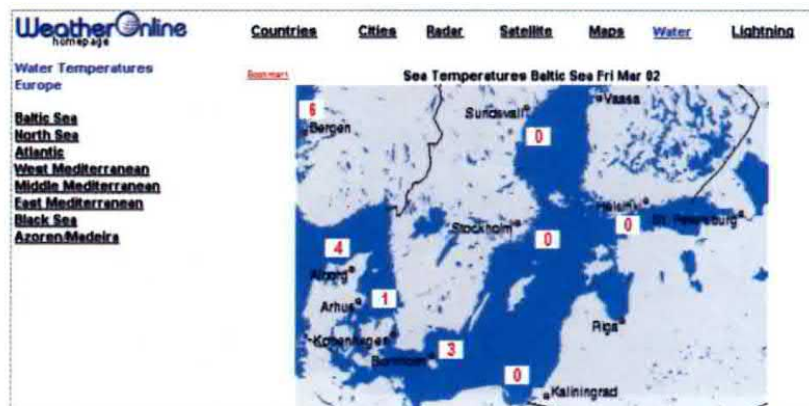 WeatherOnline
homepage
Countries Cities Radar Satellite Maps Water Lightning
Water Temperatures
Europe
Bookmark
Sea Temperatures Baltic Sea Fri Mar 02
Baltic Sea
North Sea
Atlantic
West Mediterranean
Middle Mediterranean
East Mediterranean
Black Sea
Azoren/Madeira
6
Bergen
Sundsvall
Vaasa
0
Stockholm
Helsinki
St. Petersburg
0
0
4
Alborg
1
Arhus
Riga
Kopenhagen
Bornholm
3
0
Kaliningrad